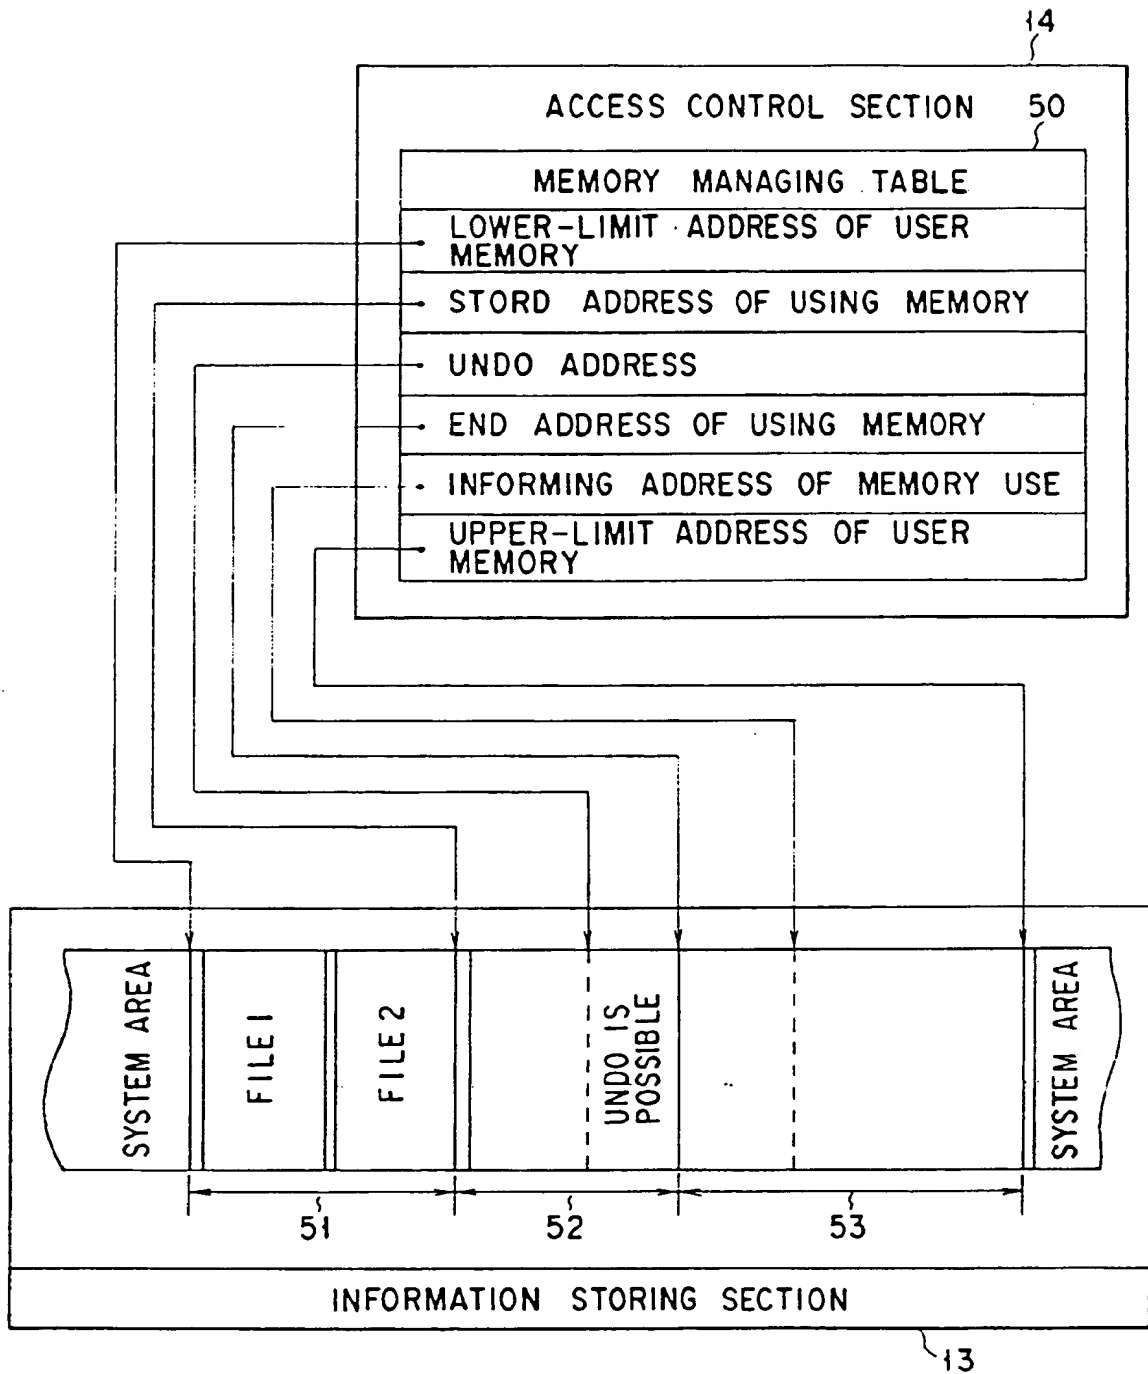 14
ACCESS CONTROL SECTION 50
MEMORY MANAGING TABLE
LOWER-LIMIT ADDRESS OF USER
MEMORY
STORD ADDRESS OF USING MEMORY
UNDO ADDRESS
END ADDRESS OF USING MEMORY
INFORMING ADDRESS OF MEMORY USE
UPPER-LIMIT ADDRESS OF USER
MEMORY
SYSTEM AREA
FILE 1
FILE 2
UNDO IS
POSSIBLE
SYSTEM AREA
51
52
53
INFORMATION STORING SECTION
13